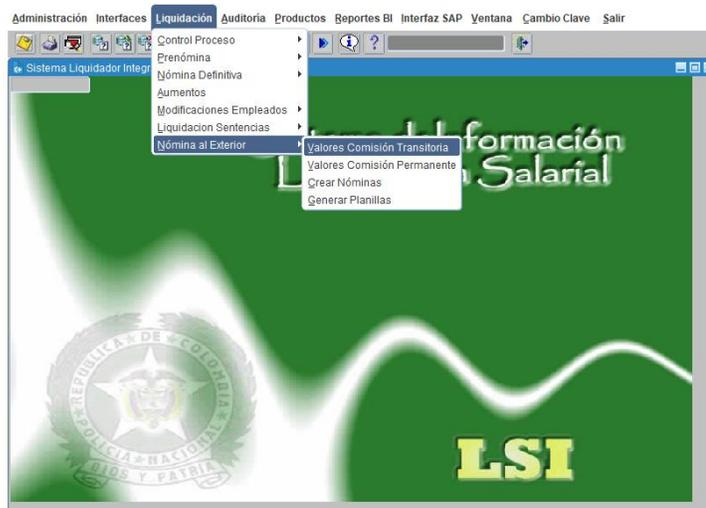 Administración Interfaces Liquidación Auditoria Productos Reportes BI Interfaz SAP Ventana Cambio Clave Salir
Sistema Liquidador Integr
Control Proceso
Prenómina
Nómina Definitiva
Aumentos
Modificaciones Empleados
Liquidacion Sentencias
Nómina al Exterior
Valores Comisión Transitoria
Valores Comisión Permanente
Crear Nóminas
Generar Planillas
formación
Salarial
REPUBLICA DE COLOMBIA
POLICIA NACIONAL
DIOS Y PATRIA
LSI